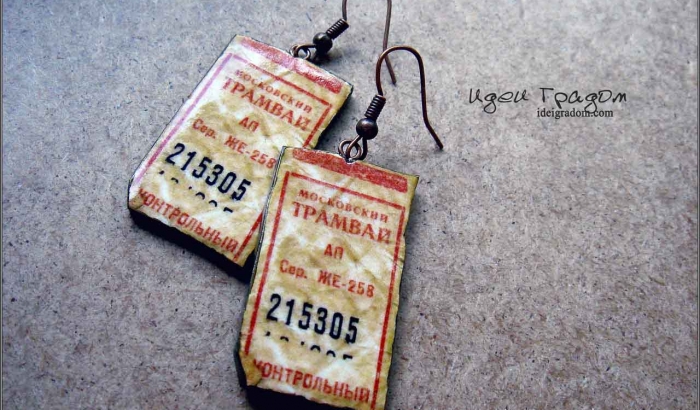 МОСКОВСКИЙ
ТРАМВАЙ
АП
Сер. ЖЕ-258
215305
КОНТРОЛЬНЫЙ
МОСКОВСКИЙ
ТРАМВАЙ
АП
Сер. ЖЕ-258
215305
КОНТРОЛЬНЫЙ
Идеи Градом
ideigradom.com